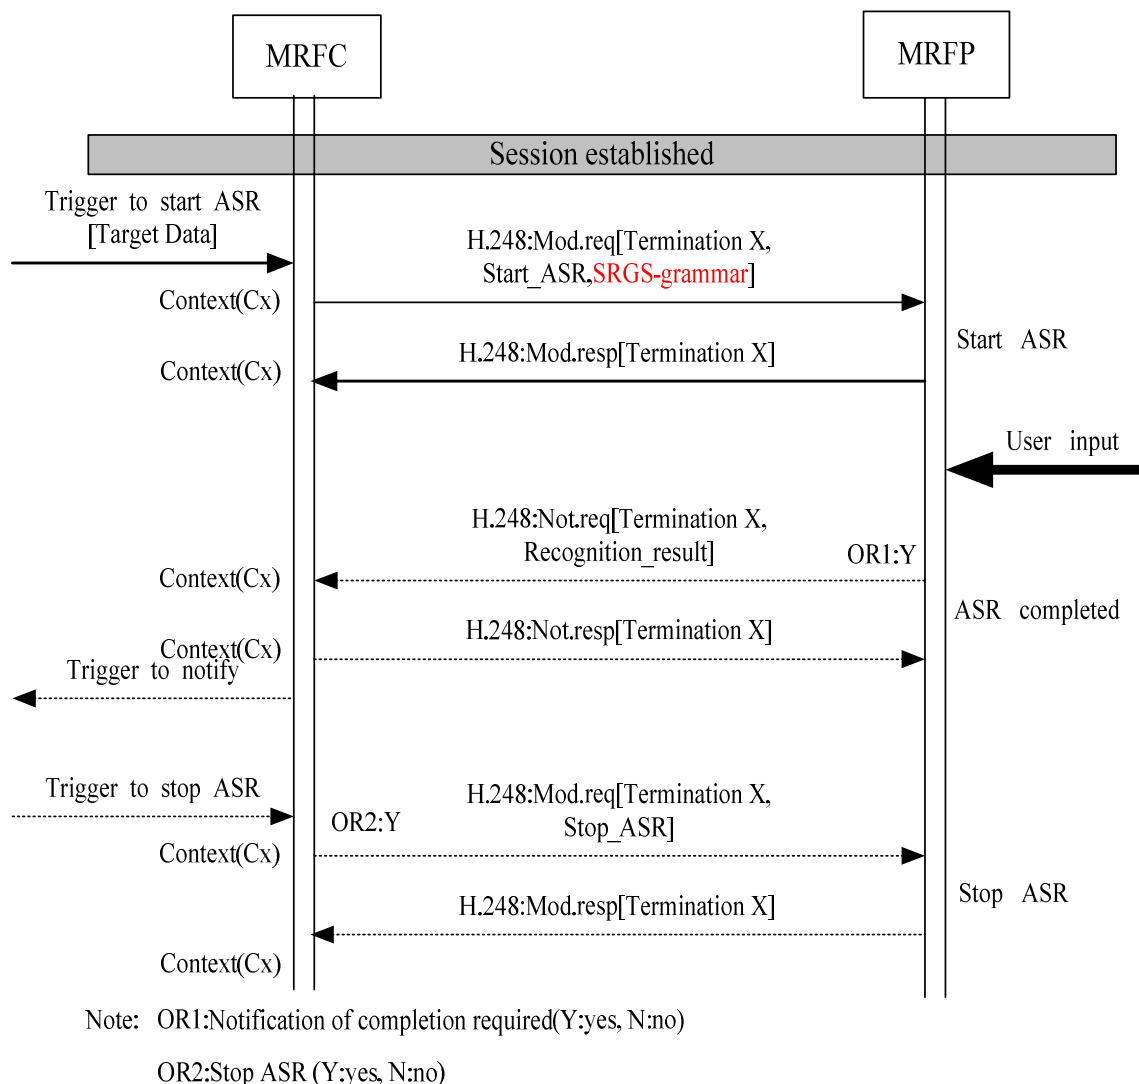 MRFC
MRFP
Session established
Trigger to start ASR
[Target Data]
H.248:Mod.req[Termination X,
Start_ASR,SRGS-grammar]
Context(Cx)
Start ASR
H.248:Mod.resp[Termination X]
Context(Cx)
User input
H.248:Not.req[Termination X,
Recognition_result]
OR1:Y
Context(Cx)
ASR completed
H.248:Not.resp[Termination X]
Context(Cx)
Trigger to notify
Trigger to stop ASR
H.248:Mod.req[Termination X,
Stop_ASR]
OR2:Y
Context(Cx)
Stop ASR
H.248:Mod.resp[Termination X]
Context(Cx)
Note: OR1:Notification of completion required(Y:yes, N:no)
OR2:Stop ASR (Y:yes, N:no)